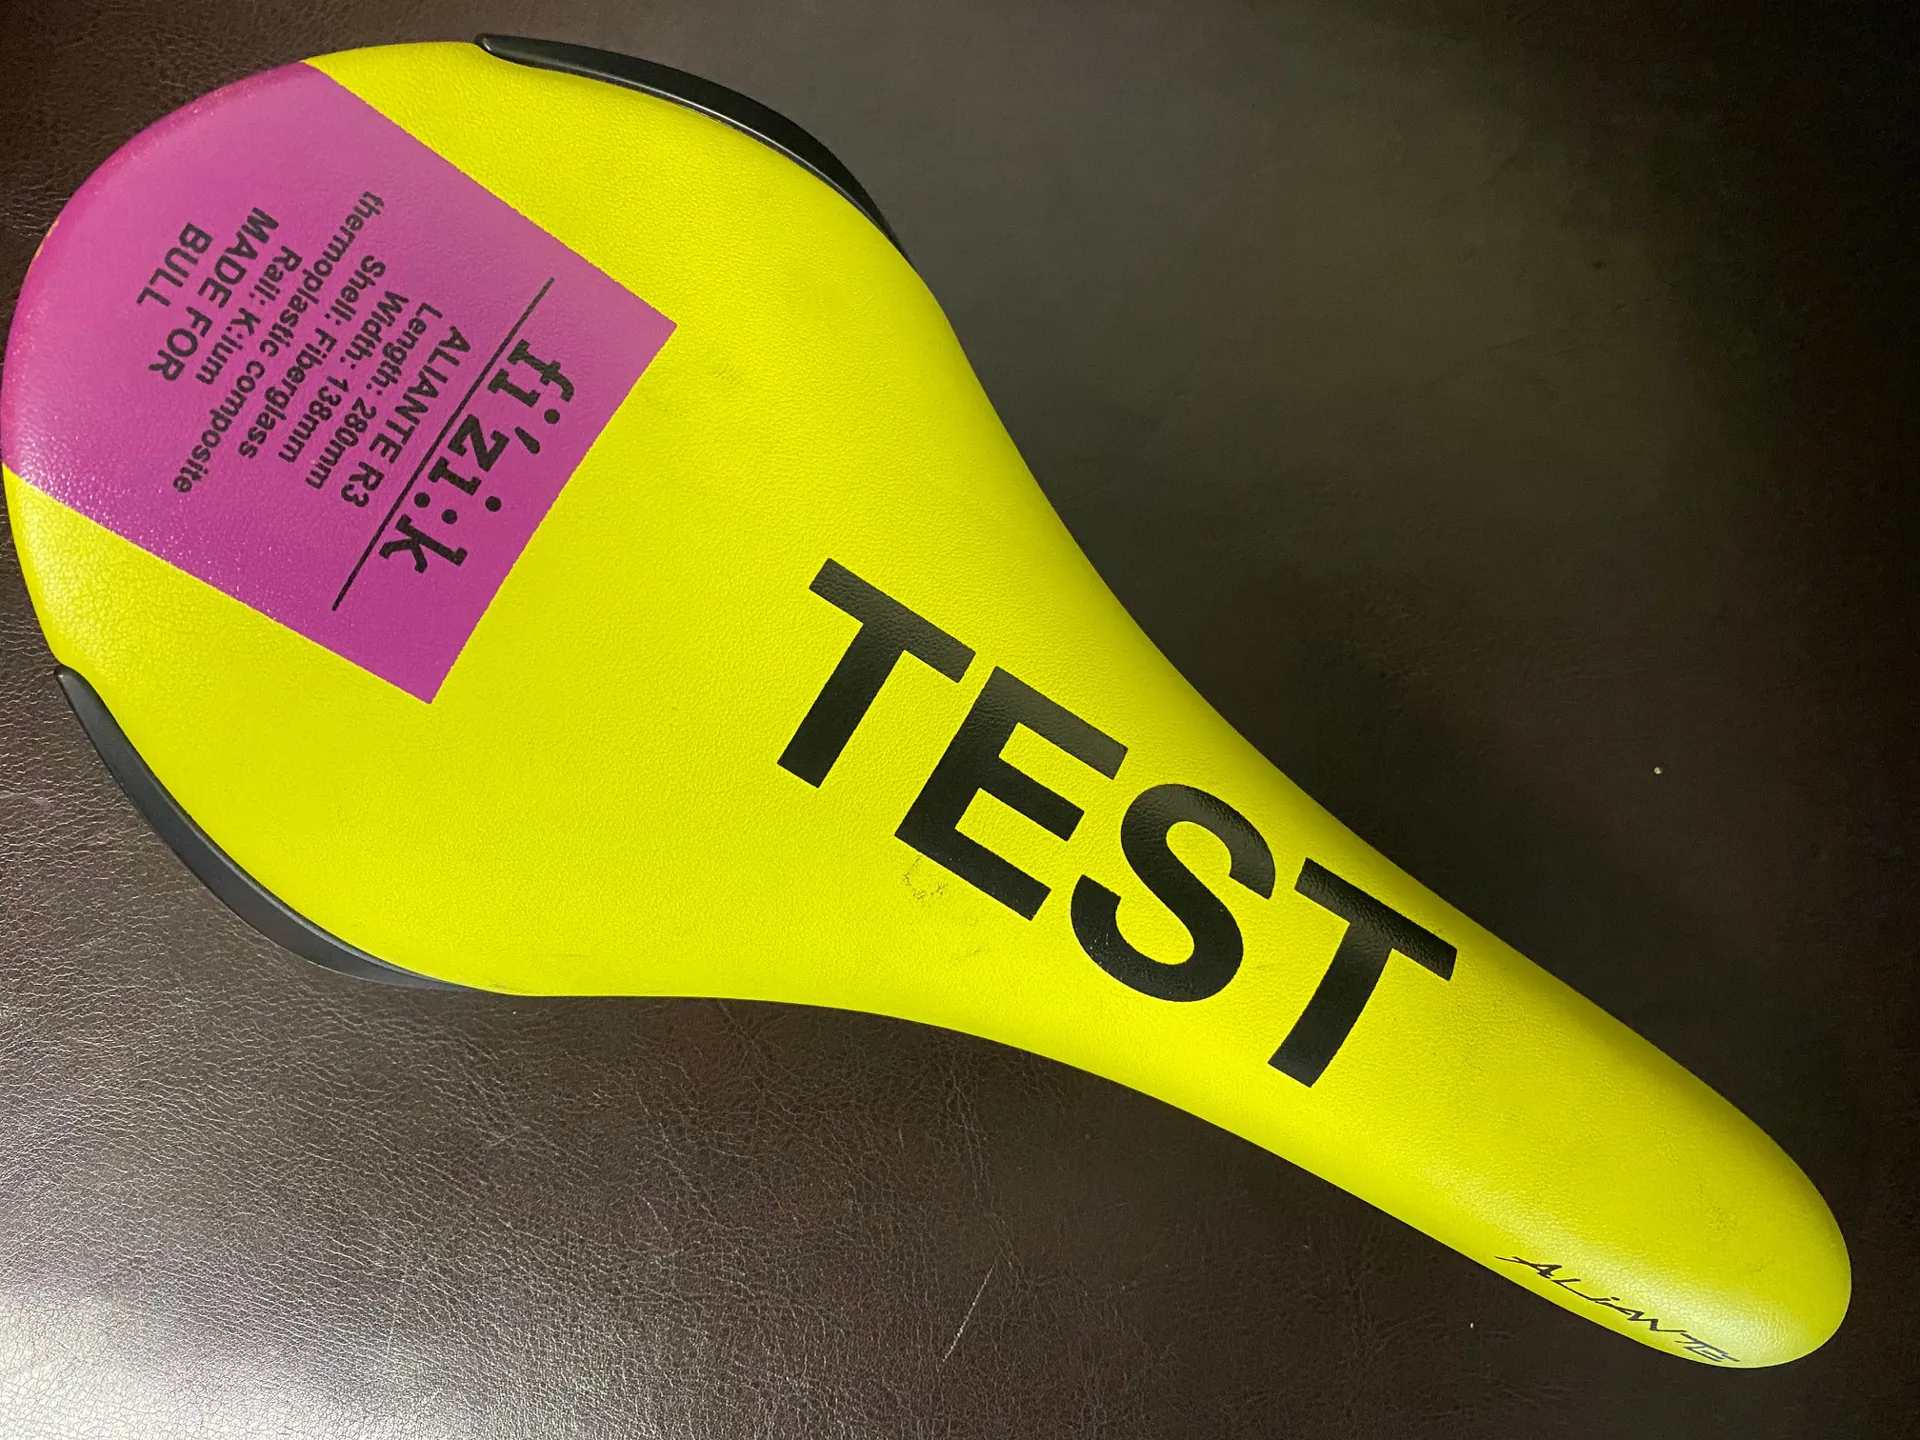 fi'zi:k
ALIANTE R3
Length: 280mm
Width: 138mm
Shell: Fiberglass
thermoplastic composite
Rail: K:ium
MADE FOR
BULL
TEST
ALiANTE